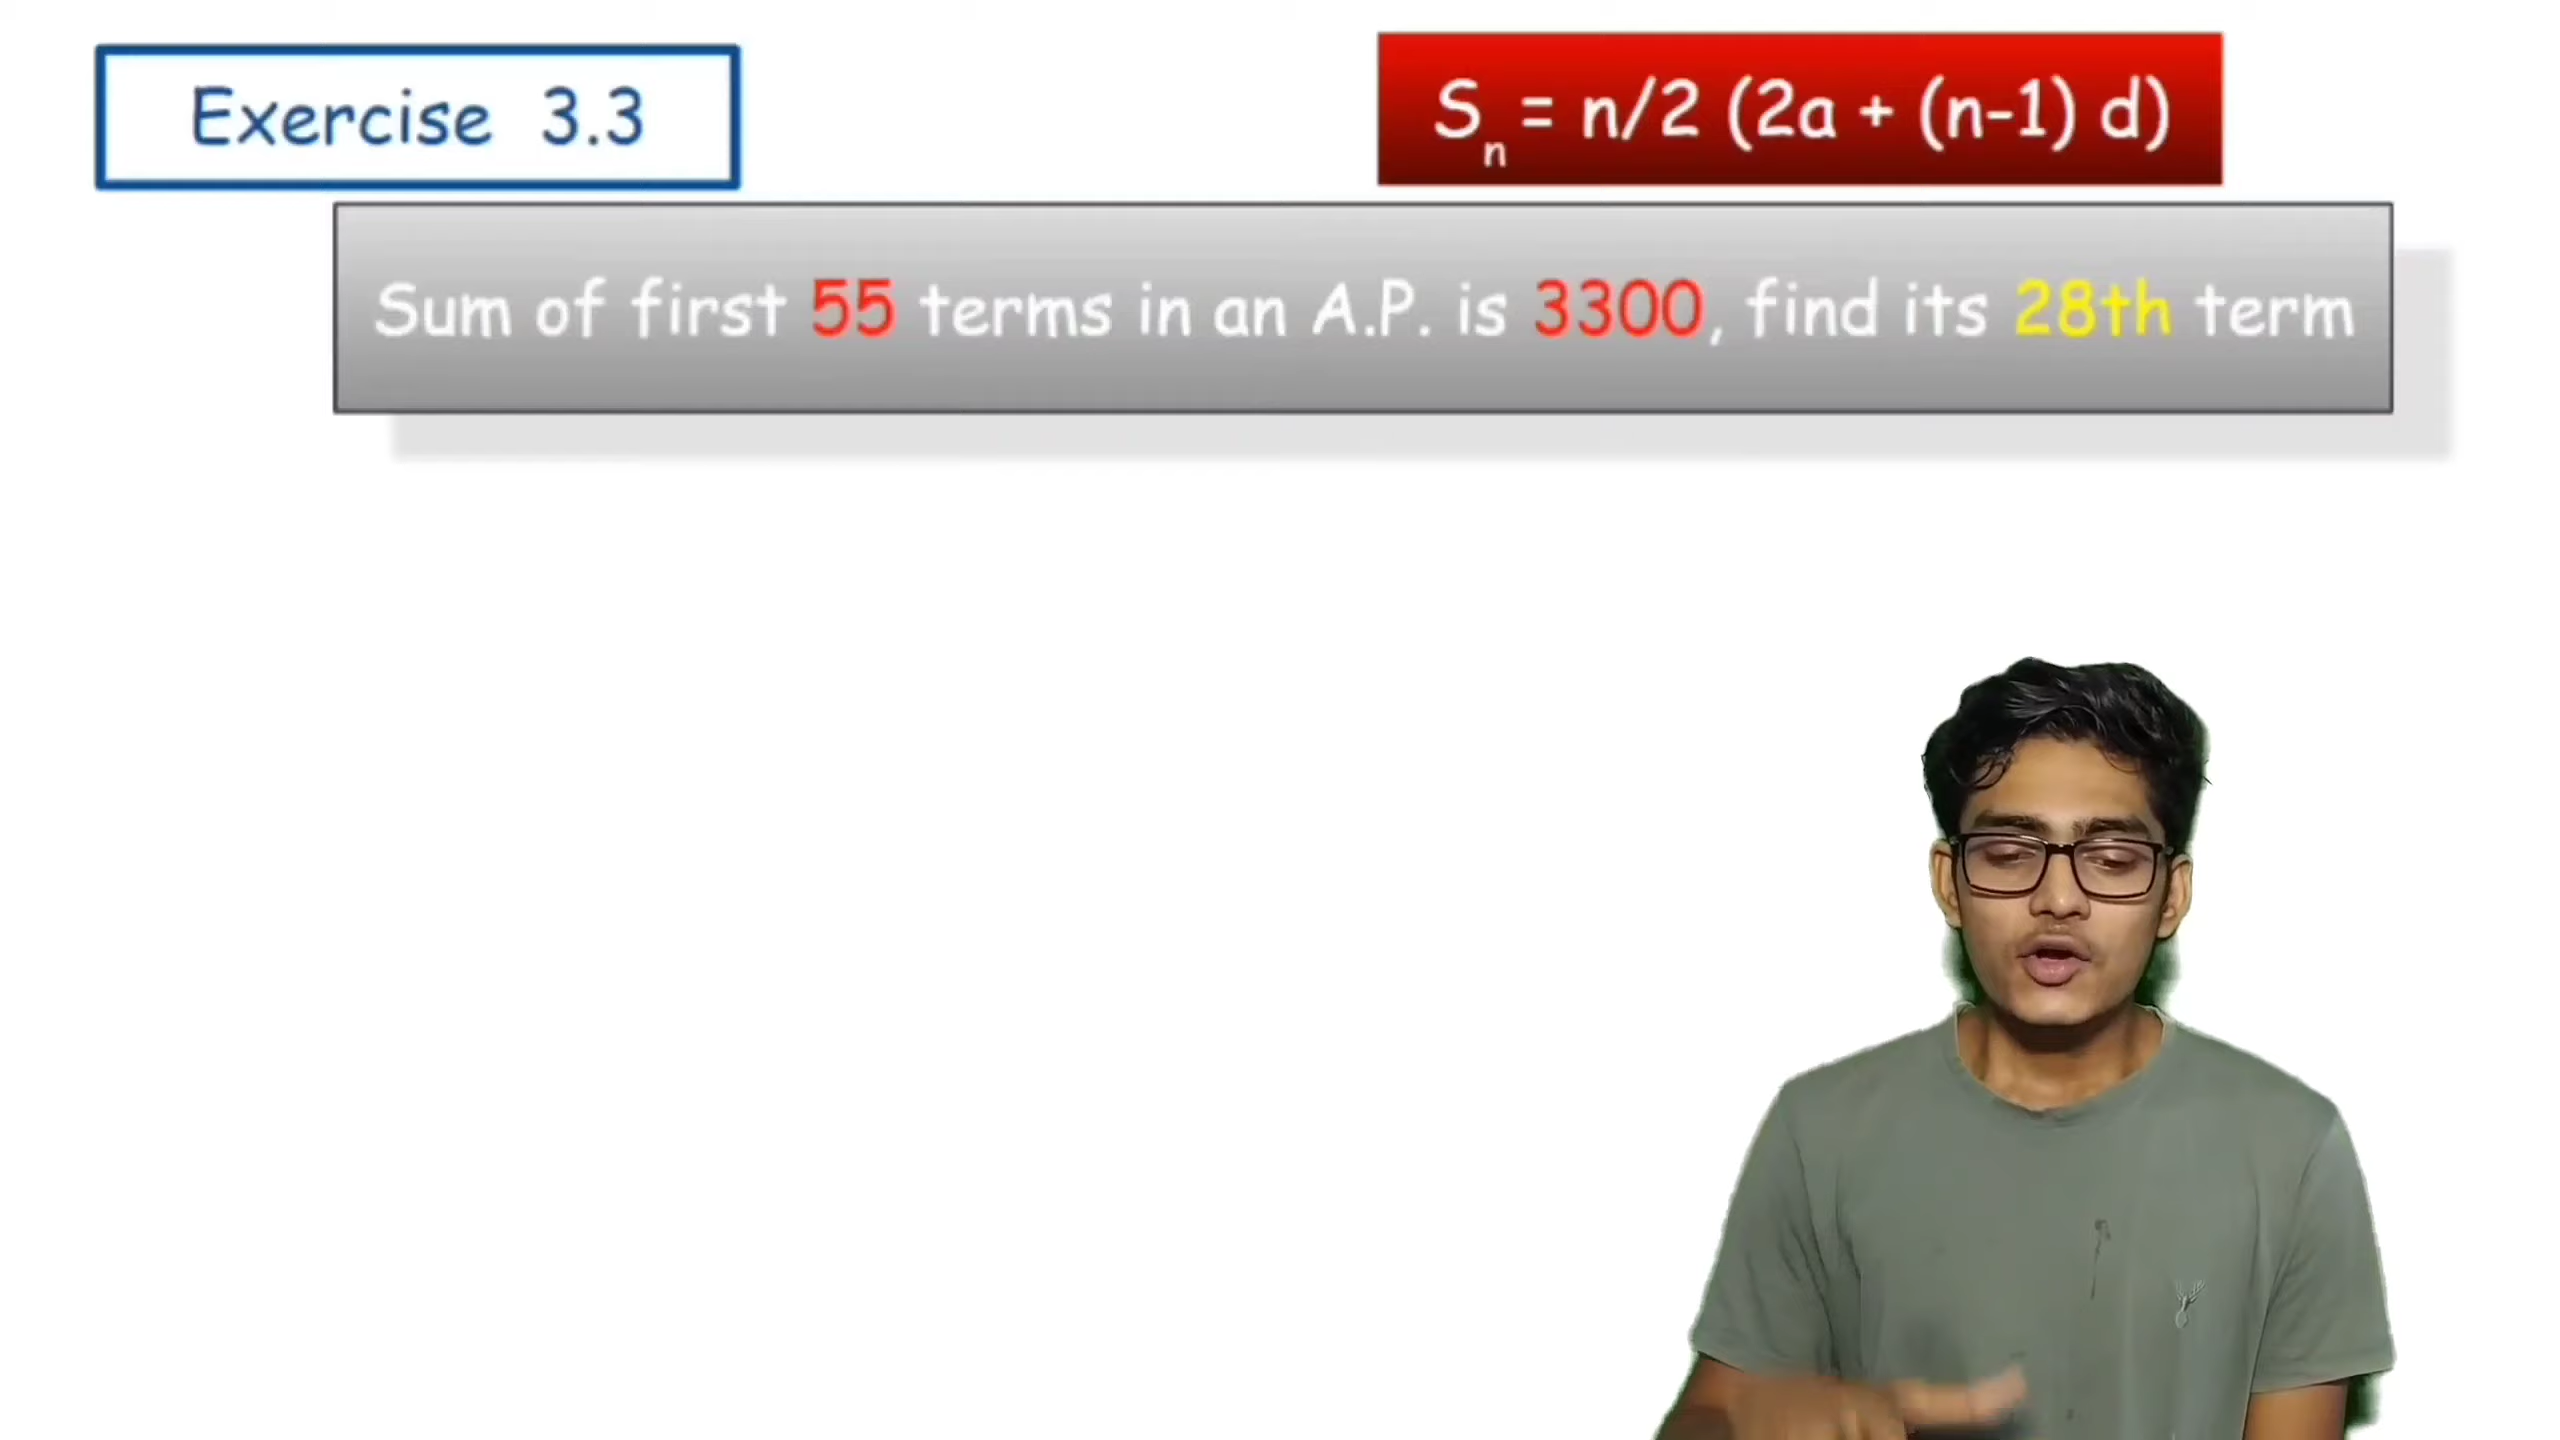 Exercise 3.3
Sn = n/2 (2a + (n-1) d)
Sum of first 55 terms in an A.P. is 3300, find its 28th term